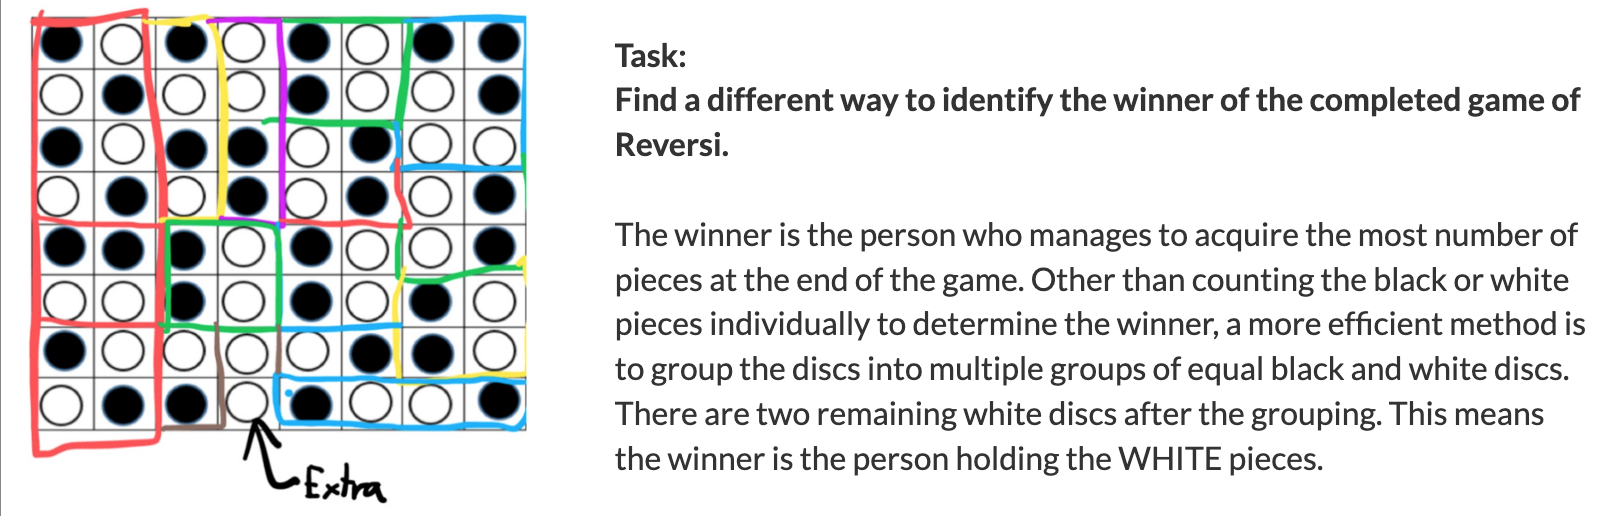 Task:
Find a different way to identify the winner of the completed game of
Reversi.
The winner is the person who manages to acquire the most number of
pieces at the end of the game. Other than counting the black or white
pieces individually to determine the winner, a more efficient method is
to group the discs into multiple groups of equal black and white discs.
There are two remaining white discs after the grouping. This means
the winner is the person holding the WHITE pieces.
Extra